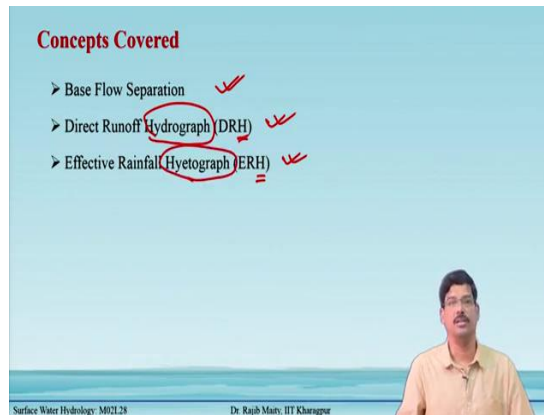 Concepts Covered
➤ Base Flow Separation
➤ Direct Runoff Hydrograph (DRH)
➤ Effective Rainfall Hyetograph (ERH)
Surface Water Hydrology: M02L28 Dr. Rajib Maity, IIT Kharagpur